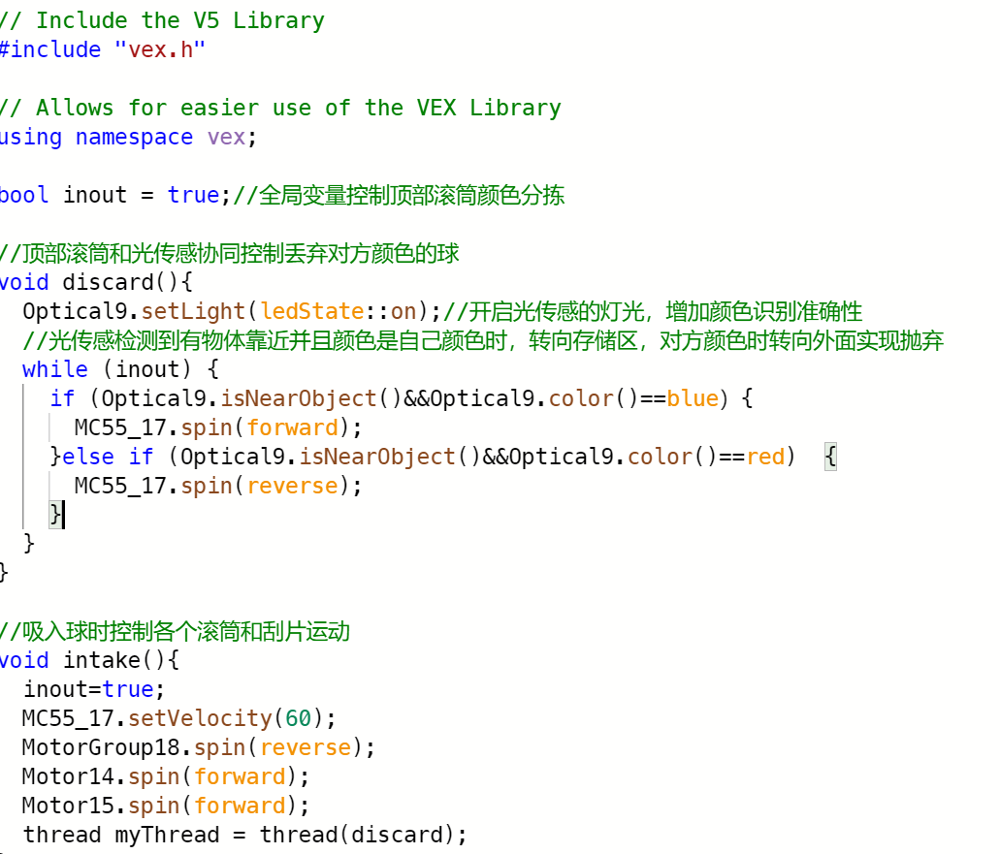 // Include the V5 Library
#include "vex.h"
// Allows for easier use of the VEX Library
using namespace vex;
bool inout = true;//全局变量控制顶部滚筒颜色分拣
//顶部滚筒和光传感协同控制丢弃对方颜色的球
void discard(){
Optical9.setLight(ledState::on);//开启光传感的灯光，增加颜色识别准确性
//光传感检测到有物体靠近并且颜色是自己颜色时，转向存储区，对方颜色时转向外面实现抛弃
while (inout) {
if (Optical9.isNearObject()&&Optical9.color()==blue) {
MC55_17.spin(forward);
}else if (Optical9.isNearObject()&&Optical9.color()==red)  {
MC55_17.spin(reverse);
}
}
}
//吸入球时控制各个滚筒和刮片运动
void intake(){
inout=true;
MC55_17.setVelocity(60);
MotorGroup18.spin(reverse);
Motor14.spin(forward);
Motor15.spin(forward);
thread myThread = thread(discard);